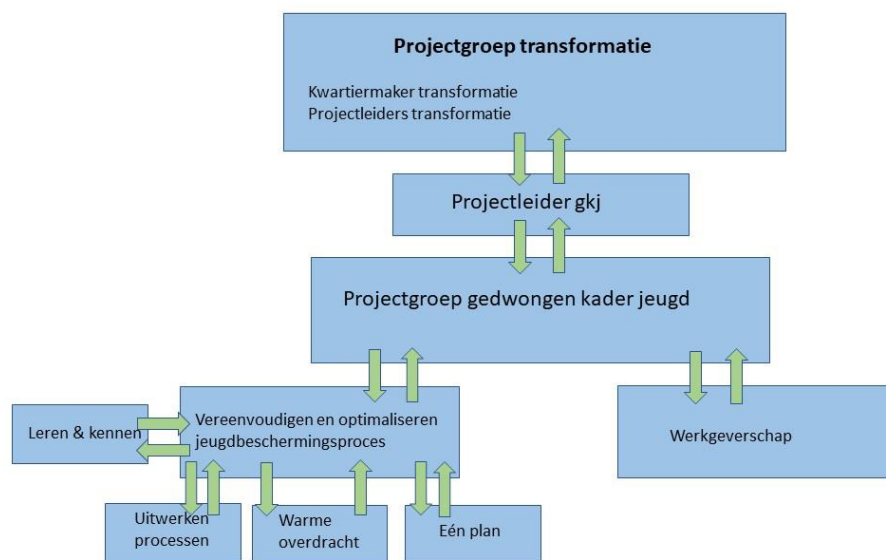 Projectgroep transformatie
Kwartiermaker transformatie
Projectleiders transformatie
Projectleider gkj
Projectgroep gedwongen kader jeugd
Leren & kennen
Vereenvoudigen en optimaliseren
jeugdbeschermingsproces
Werkgeverschap
Uitwerken
processen
Warme
overdracht
Eén plan